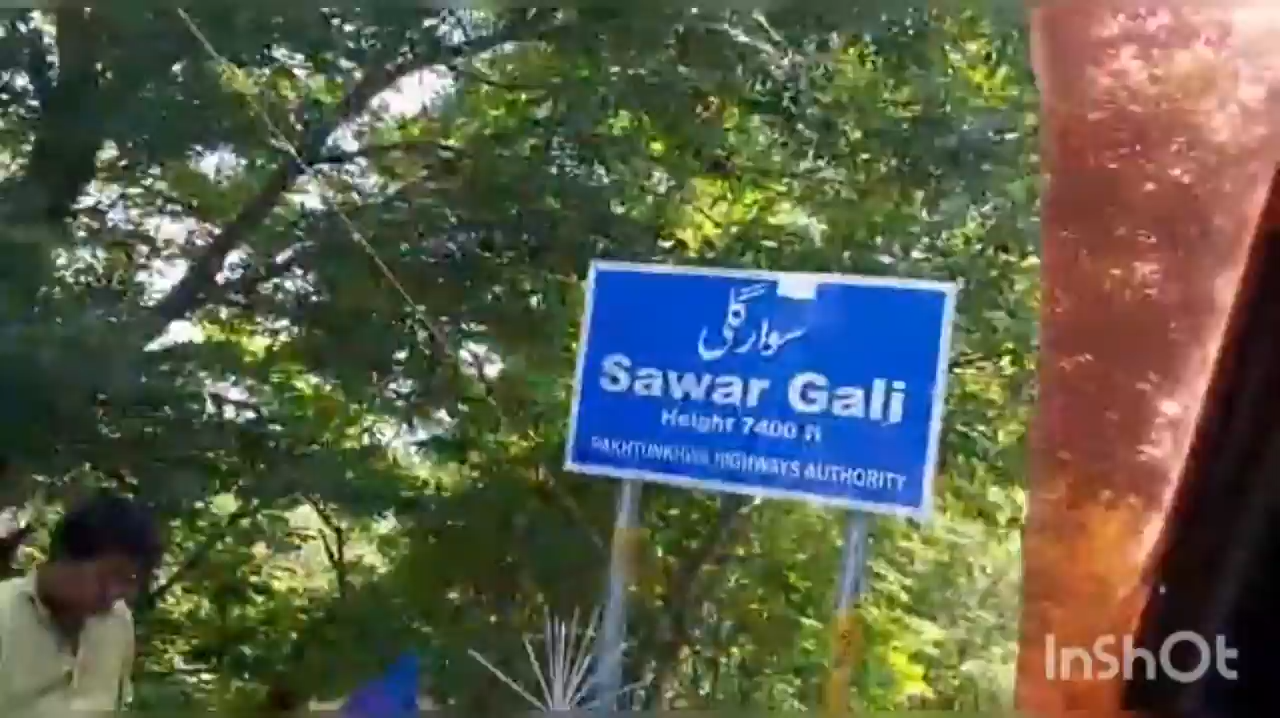 سوار گلی
Sawar Gali
Height 7400 ft
PAKHTUNKHWA HIGHWAYS AUTHORITY
InShOt